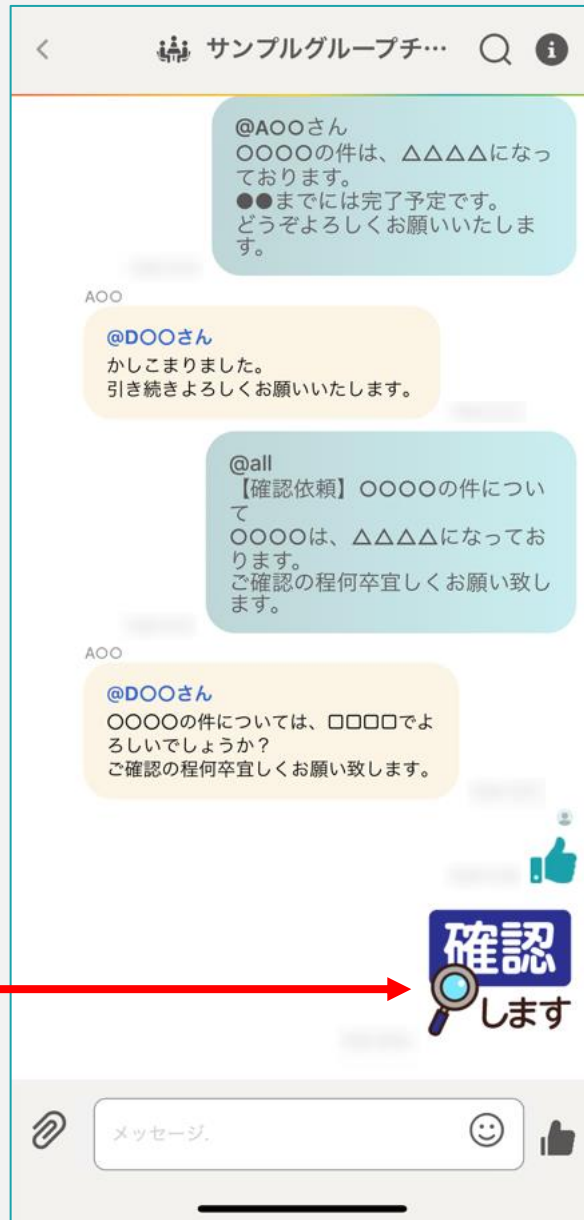 サンプルグループチ…
@A〇〇さん
〇〇〇〇の件は、△△△△になっ
ております。
●●までには完了予定です。
どうぞよろしくお願いいたしま
す。
A〇〇
@D〇〇さん
かしこまりました。
引き続きよろしくお願いいたします。
@all
【確認依頼】〇〇〇〇の件につい
て
〇〇〇〇は、△△△△になってお
ります。
ご確認の程何卒宜しくお願い致し
ます。
A〇〇
@D〇〇さん
〇〇〇〇の件については、□□□□でよ
ろしいでしょうか？
ご確認の程何卒宜しくお願い致します。
確認
します
メッセージ.